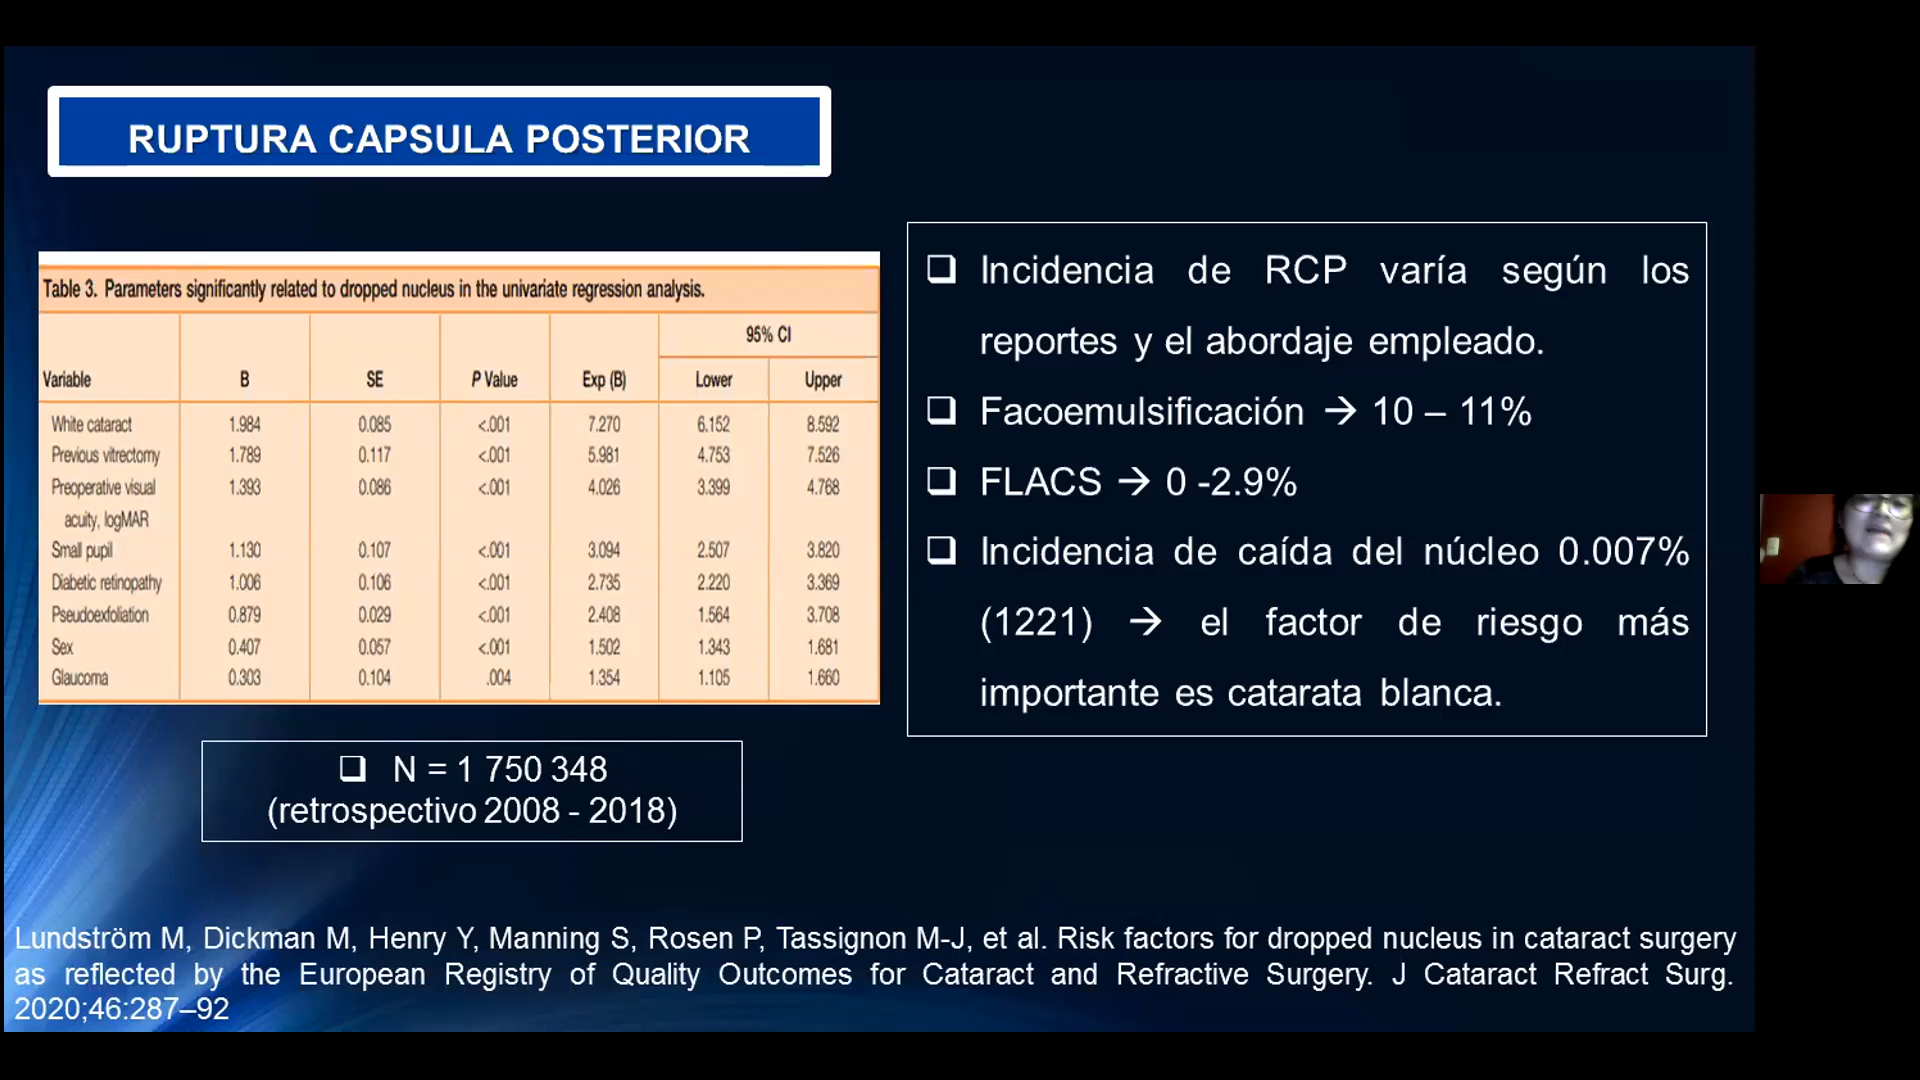 RUPTURA CAPSULA POSTERIOR
Table 3. Parameters significantly related to dropped nucleus in the univariate regression analysis.
95% CI
Variable B SE P Value Exp (B) Lower Upper
White cataract 1.984 0.085 <.001 7.270 6.152 8.592
Previous vitrectomy 1.789 0.117 <.001 5.981 4.753 7.526
Preoperative visual 1.393 0.086 <.001 4.026 3.399 4.768
acuity, logMAR
Small pupil 1.130 0.107 <.001 3.094 2.507 3.820
Diabetic retinopathy 1.006 0.106 <.001 2.735 2.220 3.369
Pseudoexfoliation 0.879 0.029 <.001 2.408 1.564 3.708
Sex 0.407 0.057 <.001 1.502 1.343 1.681
Glaucoma 0.303 0.104 .004 1.354 1.105 1.660
❑ N = 1 750 348
(retrospectivo 2008 - 2018)
❑ Incidencia de RCP varía según los
reportes y el abordaje empleado.
❑ Facoemulsificación → 10 – 11%
❑ FLACS → 0 -2.9%
❑ Incidencia de caída del núcleo 0.007%
(1221) → el factor de riesgo más
importante es catarata blanca.
Lundström M, Dickman M, Henry Y, Manning S, Rosen P, Tassignon M-J, et al. Risk factors for dropped nucleus in cataract surgery
as reflected by the European Registry of Quality Outcomes for Cataract and Refractive Surgery. J Cataract Refract Surg.
2020;46:287–92